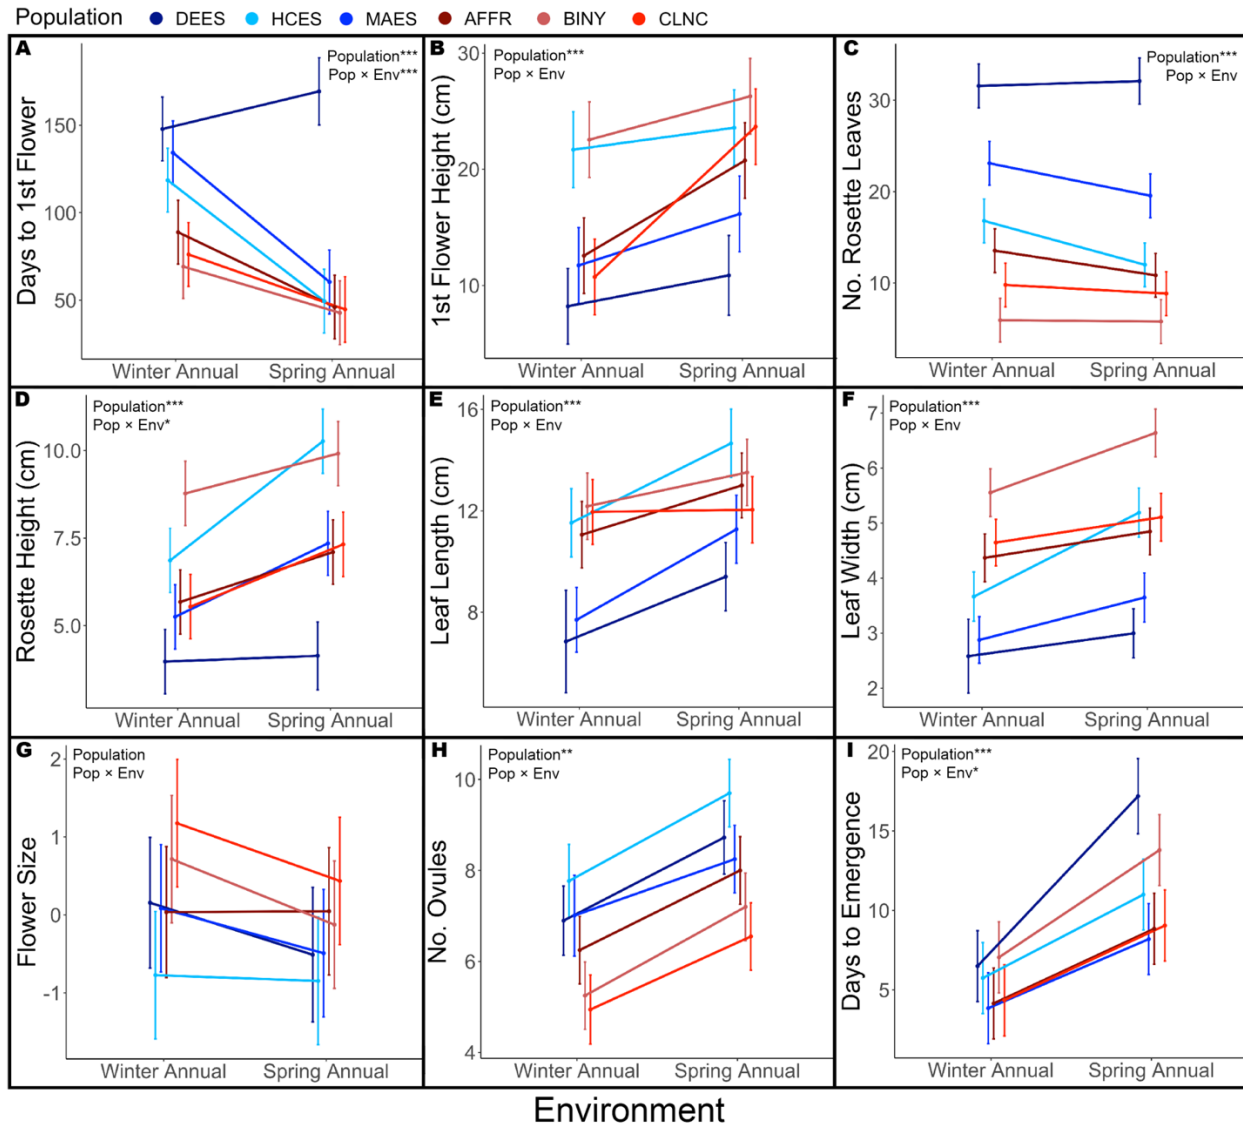 Population DEES HCES MAES AFFR BINY CLNC
A
Population***
Pop × Env***
Days to 1st Flower
150
100
50
Winter Annual Spring Annual
B
Population***
Pop × Env
1st Flower Height (cm)
30
20
10
Winter Annual Spring Annual
C
Population***
Pop × Env
No. Rosette Leaves
30
20
10
Winter Annual Spring Annual
D
Population***
Pop × Env*
Rosette Height (cm)
10.0
7.5
5.0
Winter Annual Spring Annual
E
Population***
Pop × Env
Leaf Length (cm)
16
12
8
Winter Annual Spring Annual
F
Population***
Pop × Env
Leaf Width (cm)
7
6
5
4
3
2
Winter Annual Spring Annual
G
Population
Pop × Env
Flower Size
2
1
0
-1
Winter Annual Spring Annual
H
Population**
Pop × Env
No. Ovules
10
8
6
4
Winter Annual Spring Annual
I
Population***
Pop × Env*
Days to Emergence
20
15
10
5
Winter Annual Spring Annual
Environment